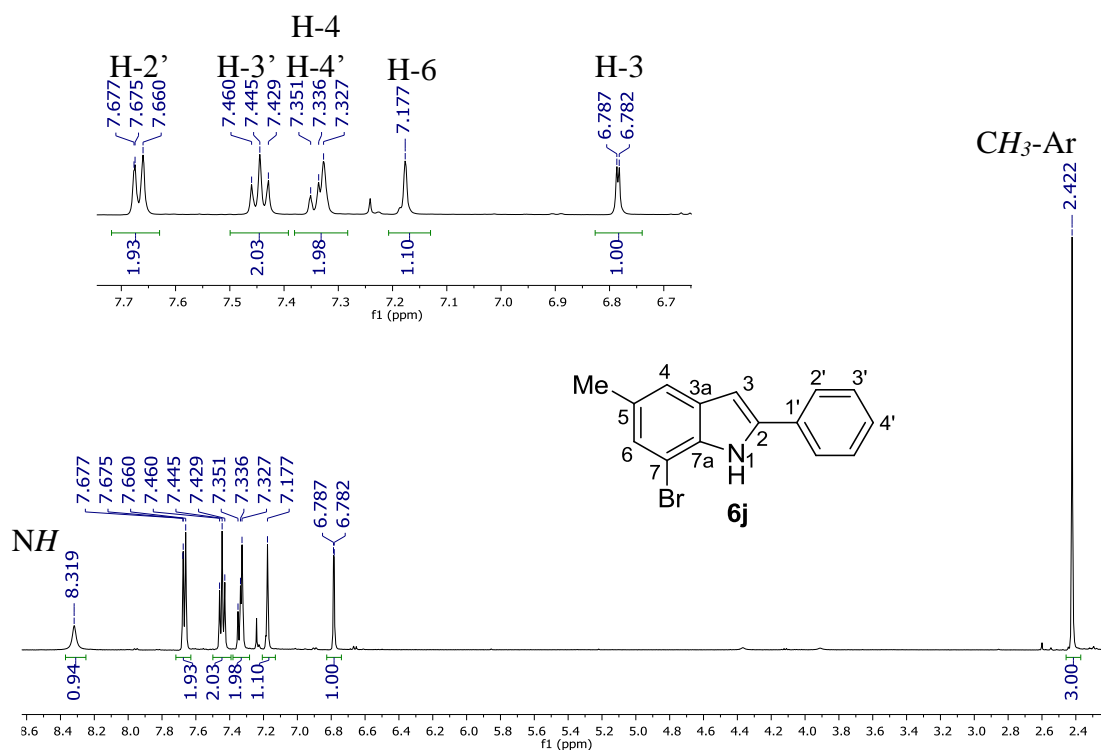 H-4
H-2' H-3' H-4' H-6 H-3
7.677 7.675 7.660 7.460 7.445 7.429 7.351 7.336 7.327 7.177 6.787 6.782
CH3-Ar
2.422
1.93 2.03 1.98 1.10 1.00
7.7 7.6 7.5 7.4 7.3 7.2 7.1 7.0 6.9 6.8 6.7
f1 (ppm)
4 3 2' 3'
Me 3a 1'
5 2 4'
6 7a N 1
7 H
Br 6j
7.677 7.675 7.660 7.460 7.445 7.429 7.351 7.336 7.327 7.177 6.787 6.782
NH
8.319
0.94 1.93 2.03 1.98 1.10 1.00 3.00
8.6 8.4 8.2 8.0 7.8 7.6 7.4 7.2 7.0 6.8 6.6 6.4 6.2 6.0 5.8 5.6 5.4 5.2 5.0 4.8 4.6 4.4 4.2 4.0 3.8 3.6 3.4 3.2 3.0 2.8 2.6 2.4 2.2
f1 (ppm)